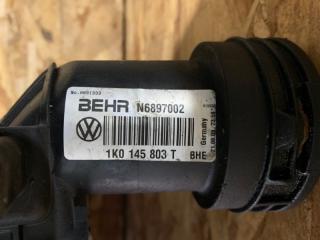 BEHR N6897002
1K0 145 803 T BHE
Germany